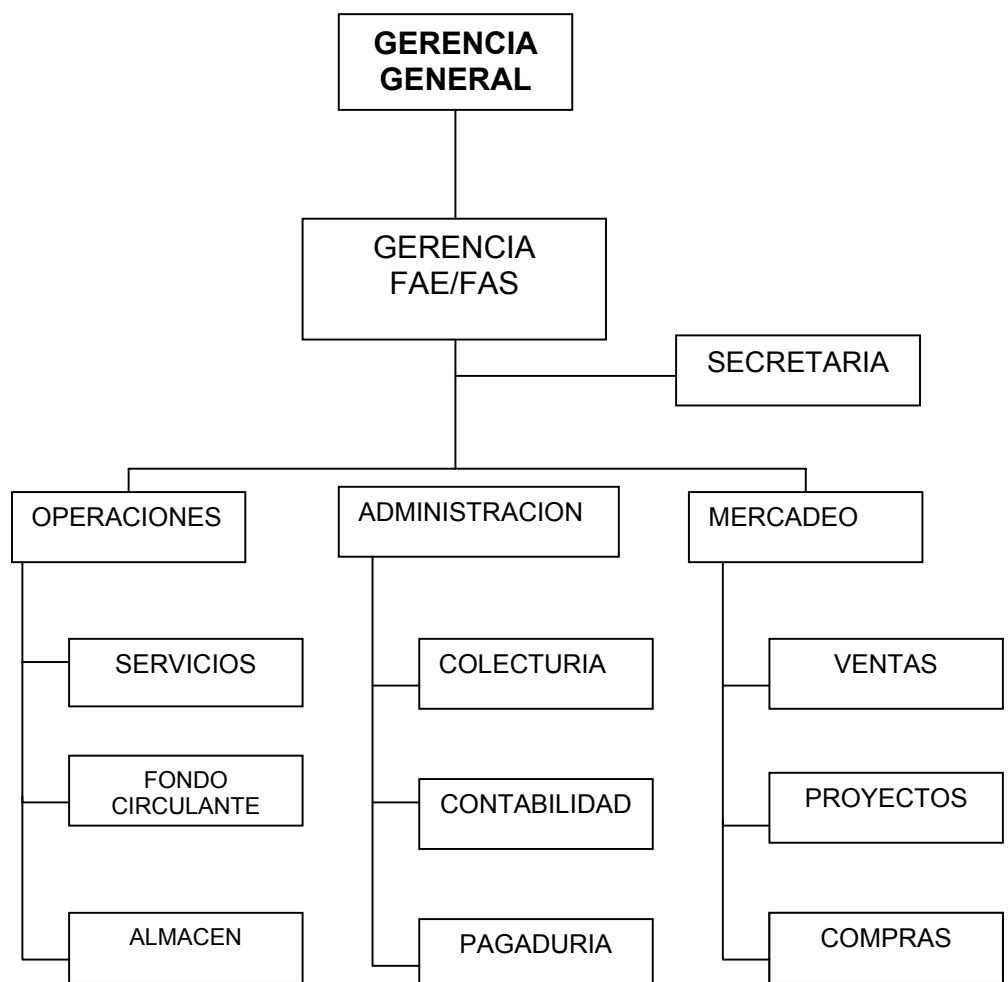 GERENCIA
GENERAL
GERENCIA
FAE/FAS
SECRETARIA
OPERACIONES
ADMINISTRACION
MERCADEO
SERVICIOS
COLECTURIA
VENTAS
FONDO
CIRCULANTE
CONTABILIDAD
PROYECTOS
ALMACEN
PAGADURIA
COMPRAS